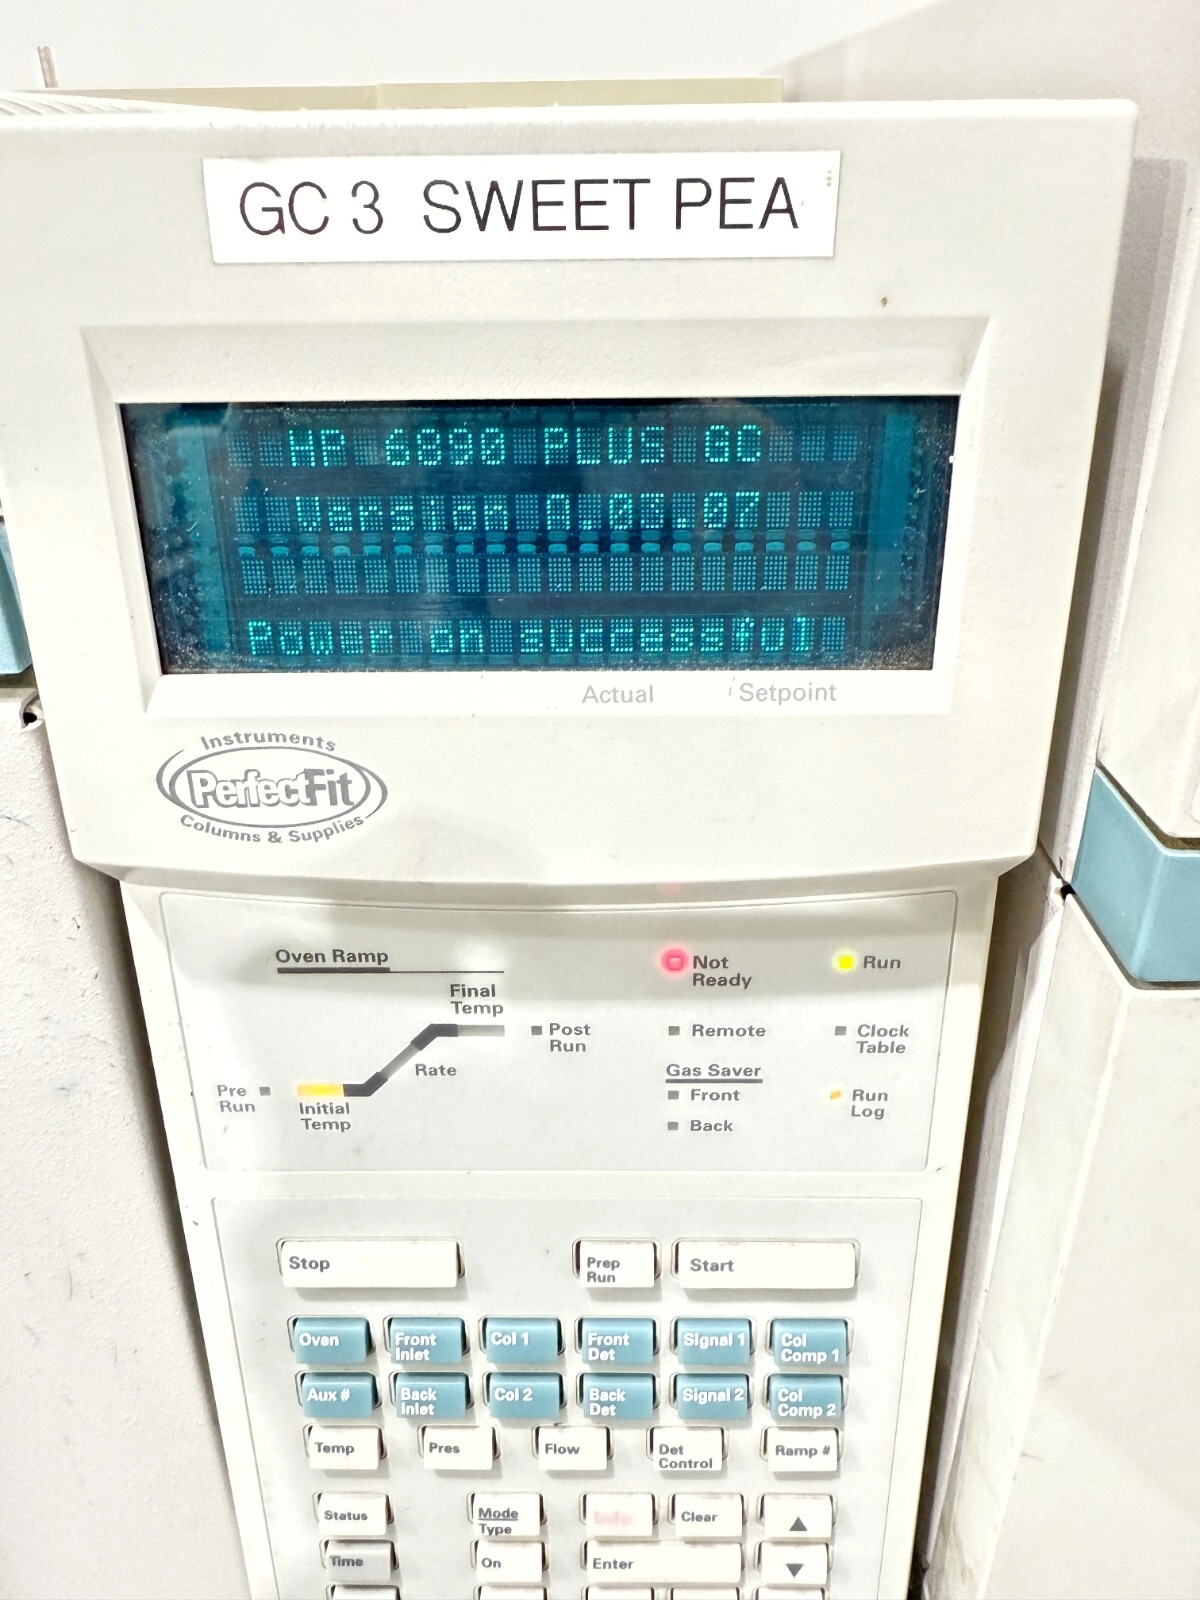 GC 3 SWEET PEA
HP 6890 PLUS GC
Version A.03.07
Power on successful
Actual Setpoint
Instruments
PerfectFit
Columns & Supplies
Oven Ramp
Final
Temp
Post
Run
Rate
Pre
Run
Initial
Temp
Not
Ready
Run
Remote
Clock
Table
Gas Saver
Front
Run
Log
Back
Stop
Prep
Run
Start
Oven
Front
Inlet
Col 1
Front
Det
Signal 1
Col
Comp 1
Aux #
Back
Inlet
Col 2
Back
Det
Signal 2
Col
Comp 2
Temp
Pres
Flow
Det
Control
Ramp #
Status
Mode
Type
Info
Clear
Time
On
Enter